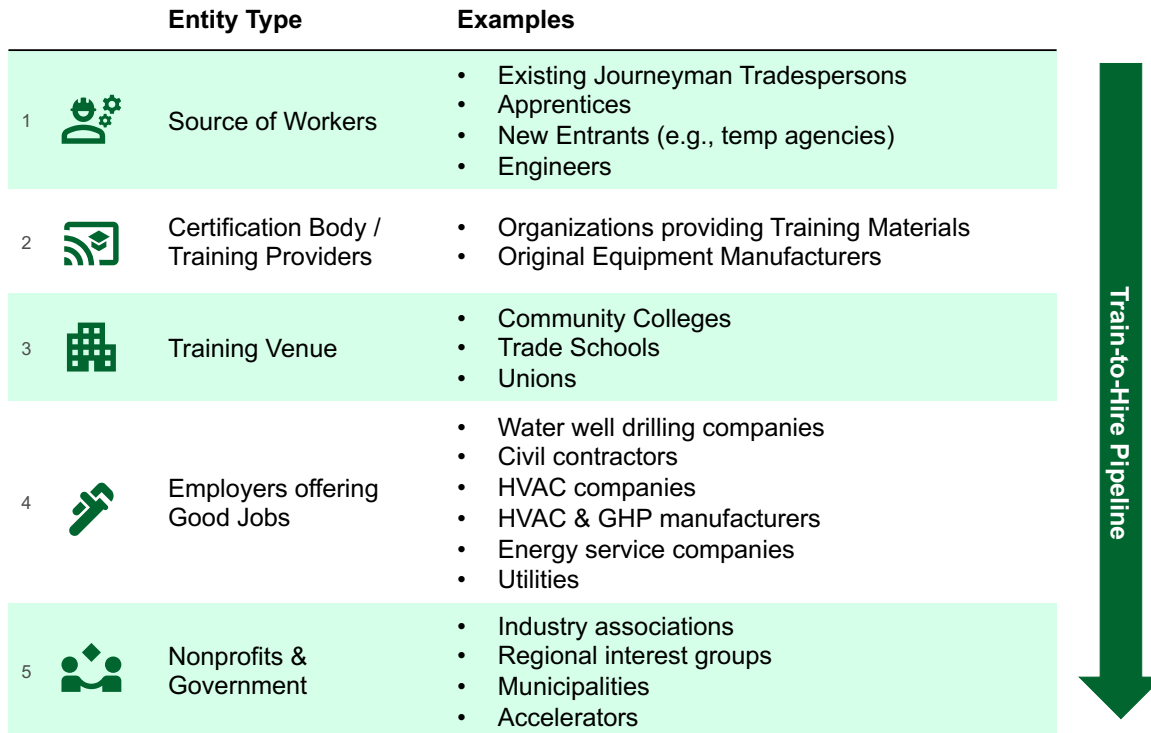 Entity Type Examples
1 Source of Workers
• Existing Journeyman Tradespersons
• Apprentices
• New Entrants (e.g., temp agencies)
• Engineers
2 Certification Body /
Training Providers
• Organizations providing Training Materials
• Original Equipment Manufacturers
3 Training Venue
• Community Colleges
• Trade Schools
• Unions
4 Employers offering
Good Jobs
• Water well drilling companies
• Civil contractors
• HVAC companies
• HVAC & GHP manufacturers
• Energy service companies
• Utilities
5 Nonprofits &
Government
• Industry associations
• Regional interest groups
• Municipalities
• Accelerators
Train-to-Hire Pipeline